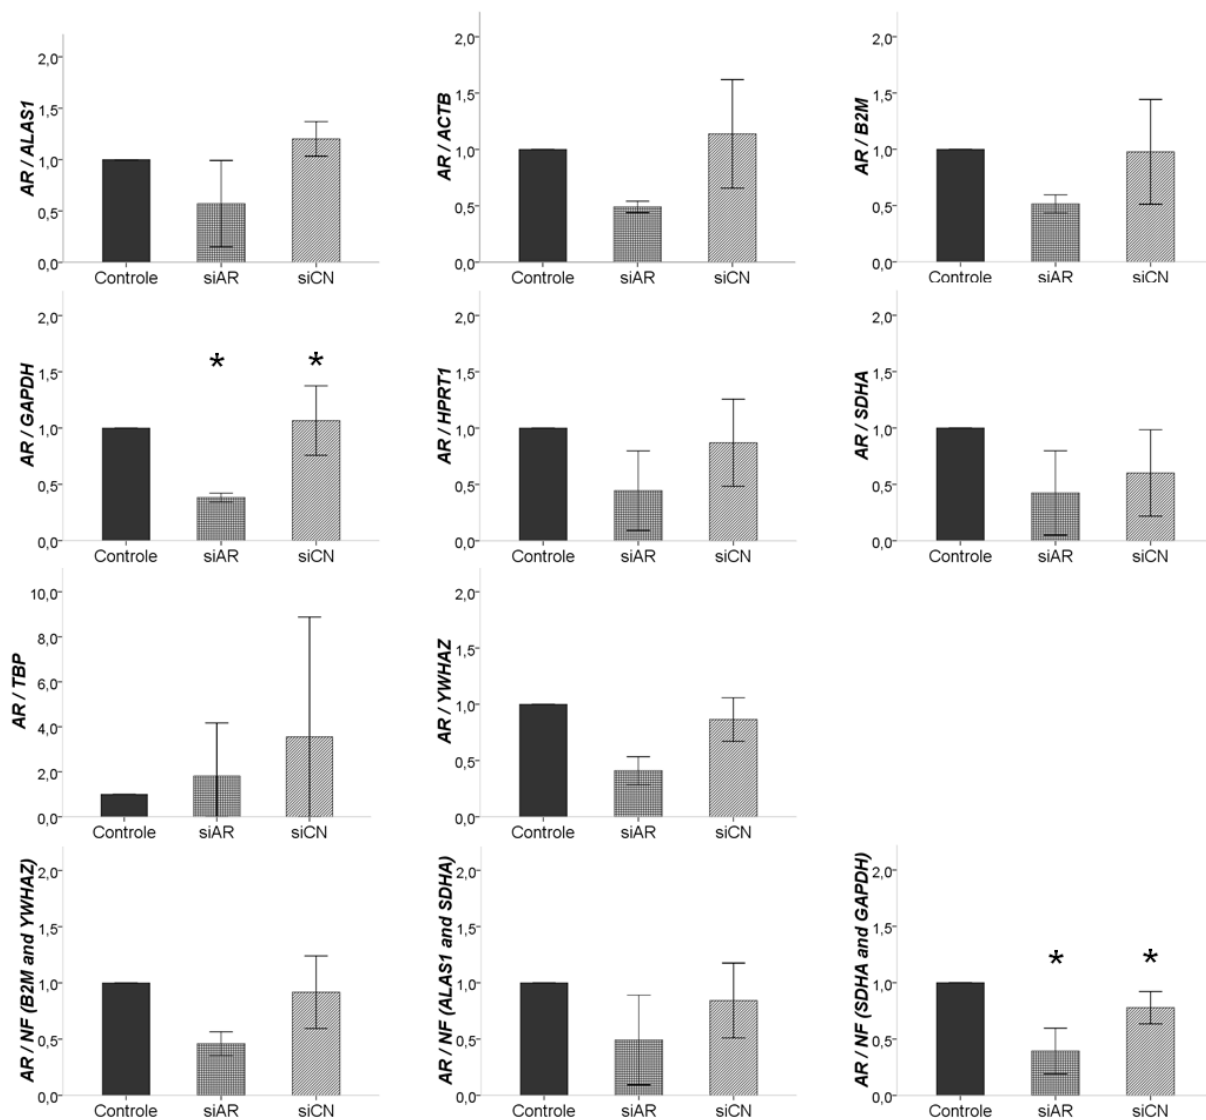 AR / ALAS1
2,0
1,5
1,0
0,5
0,0
Controle siAR siCN
AR / ACTB
2,0
1,5
1,0
0,5
0,0
Controle siAR siCN
AR / B2M
2,0
1,5
1,0
0,5
0,0
Controle siAR siCN
AR / GAPDH
2,0
1,5
1,0
0,5
0,0
* *
Controle siAR siCN
AR / HPRT1
2,0
1,5
1,0
0,5
0,0
Controle siAR siCN
AR / SDHA
2,0
1,5
1,0
0,5
0,0
Controle siAR siCN
AR / TBP
10,0
8,0
6,0
4,0
2,0
0,0
Controle siAR siCN
AR / YWHAZ
2,0
1,5
1,0
0,5
0,0
Controle siAR siCN
AR / NF (B2M and YWHAZ)
2,0
1,5
1,0
0,5
0,0
Controle siAR siCN
AR / NF (ALAS1 and SDHA)
2,0
1,5
1,0
0,5
0,0
Controle siAR siCN
AR / NF (SDHA and GAPDH)
2,0
1,5
1,0
0,5
0,0
* *
Controle siAR siCN